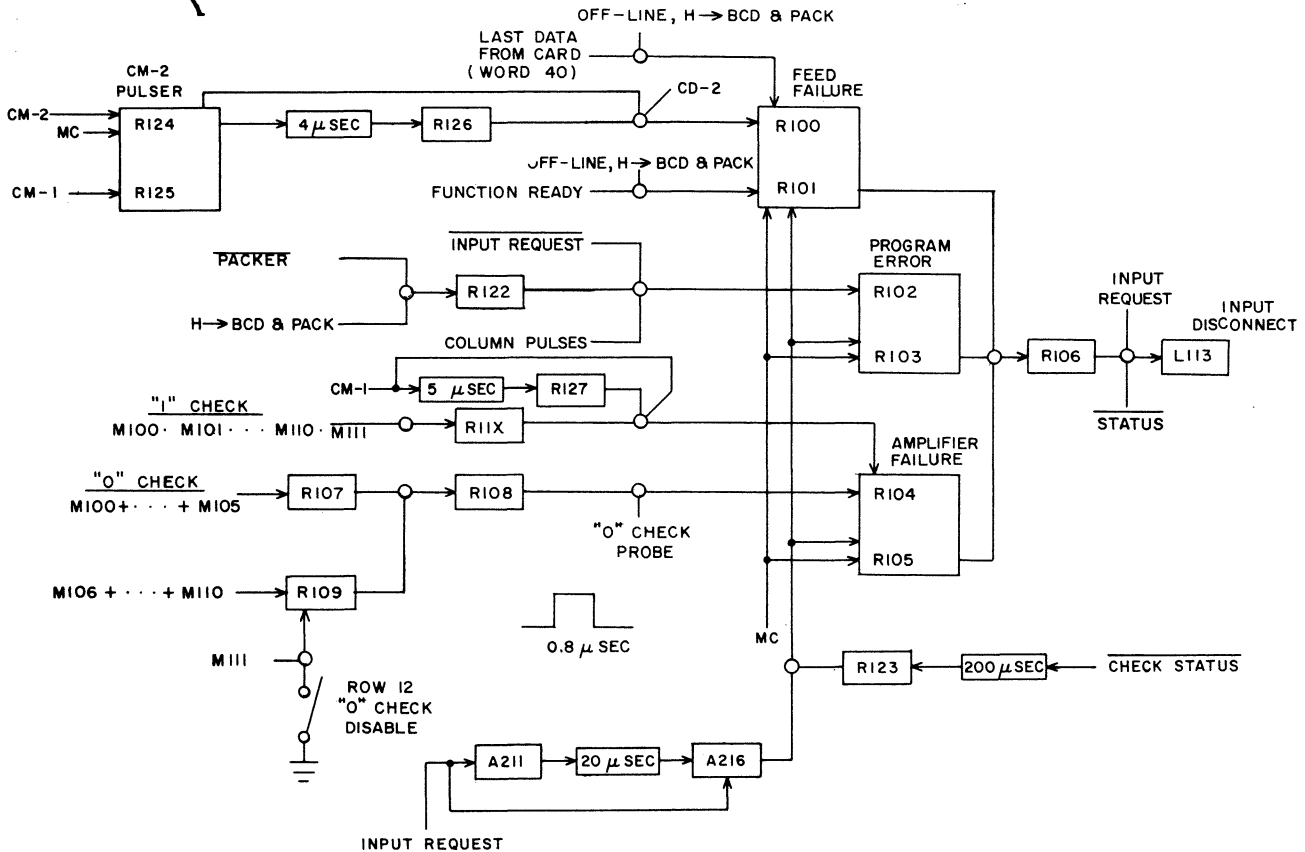 OFF-LINE, H→BCD & PACK
LAST DATA
FROM CARD
(WORD 40)
CM-2
PULSER
FEED
FAILURE
CD-2
CM-2
MC
R124
4 μ SEC
R126
R100
OFF-LINE, H→BCD & PACK
CM-1
R125
FUNCTION READY
R101
INPUT REQUEST
PACKER
PROGRAM
ERROR
R122
R102
INPUT
REQUEST
INPUT
DISCONNECT
H→BCD & PACK
COLUMN PULSES
R103
R106
L113
CM-1
5 μ SEC
R127
"1" CHECK
M100 · M101 · · · M110 · M111
R11X
STATUS
AMPLIFIER
FAILURE
"0" CHECK
M100+ · · · + M105
R107
R108
R104
"0" CHECK
PROBE
R105
M106 + · · · + M110
R109
0.8 μ SEC
MC
M111
R123
200 μ SEC
CHECK STATUS
ROW 12
"0" CHECK
DISABLE
A211
20 μ SEC
A216
INPUT REQUEST